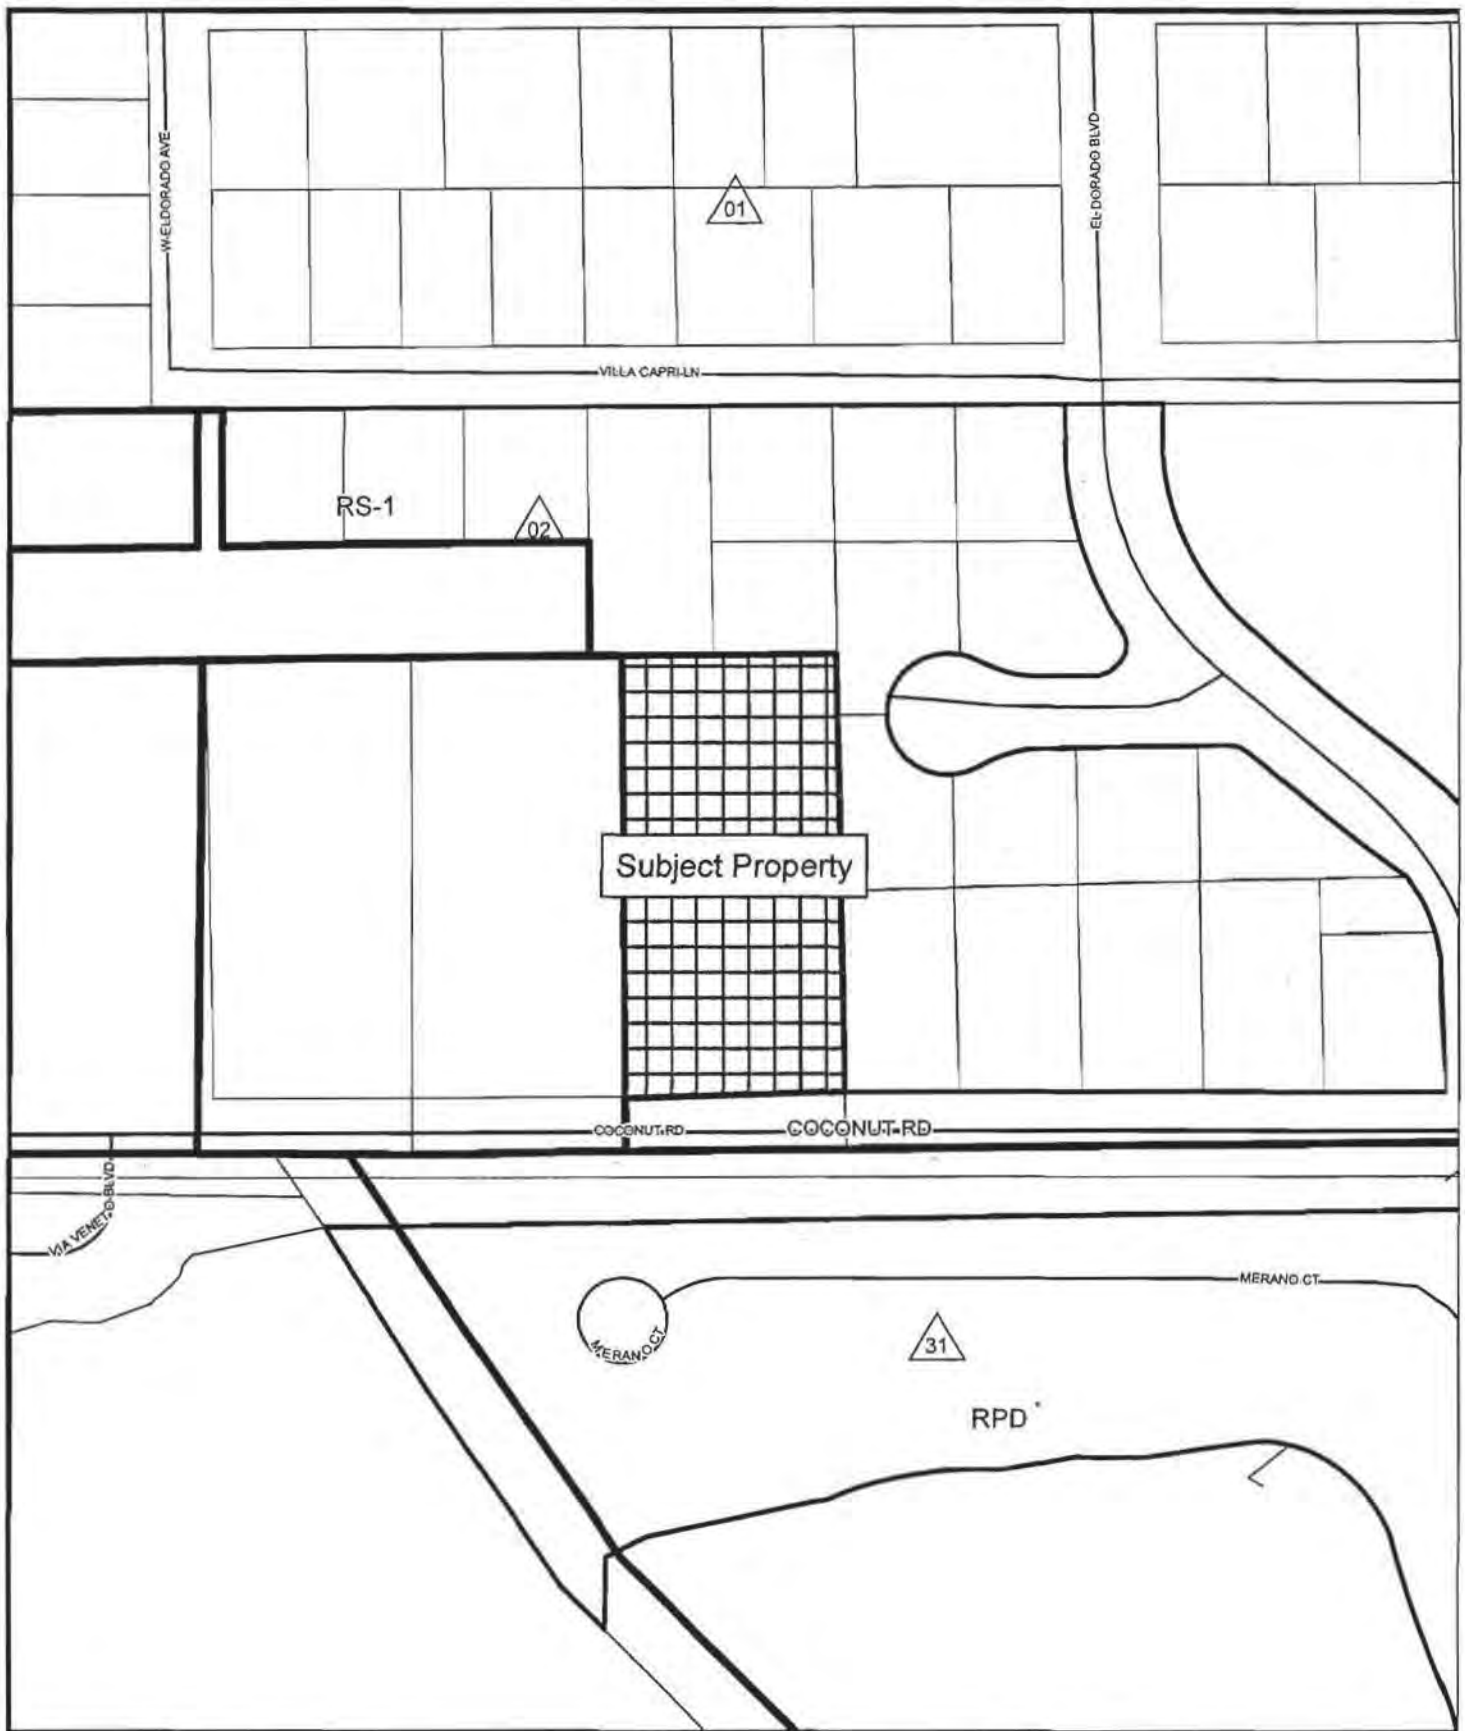 W ELDORADO AVE
EL DORADO BLVD
01
VILLA CAPRI LN
RS-1
02
Subject Property
COCONUT RD
COCONUT RD
VIA VENETO BLVD
MERANO CT
MERANO CT
31
RPD